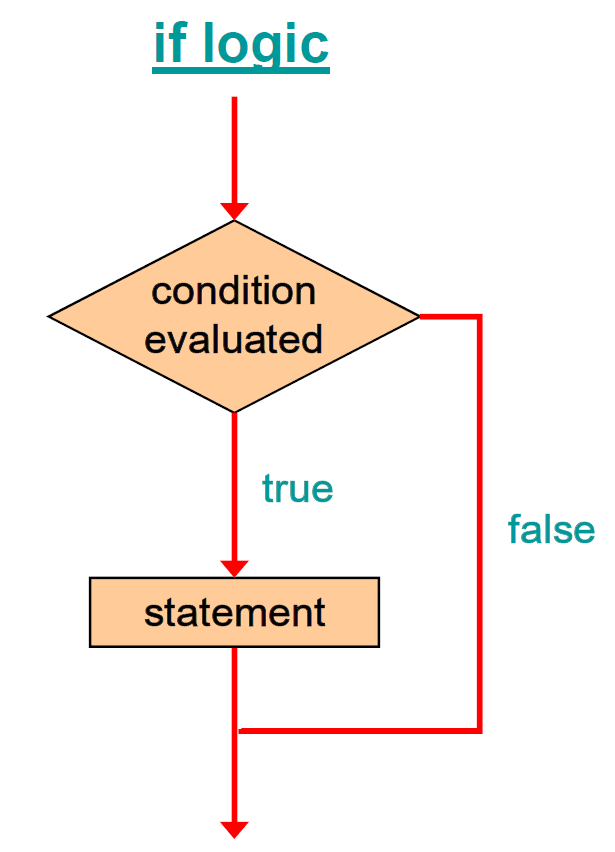 if logic
condition
evaluated
true
false
statement